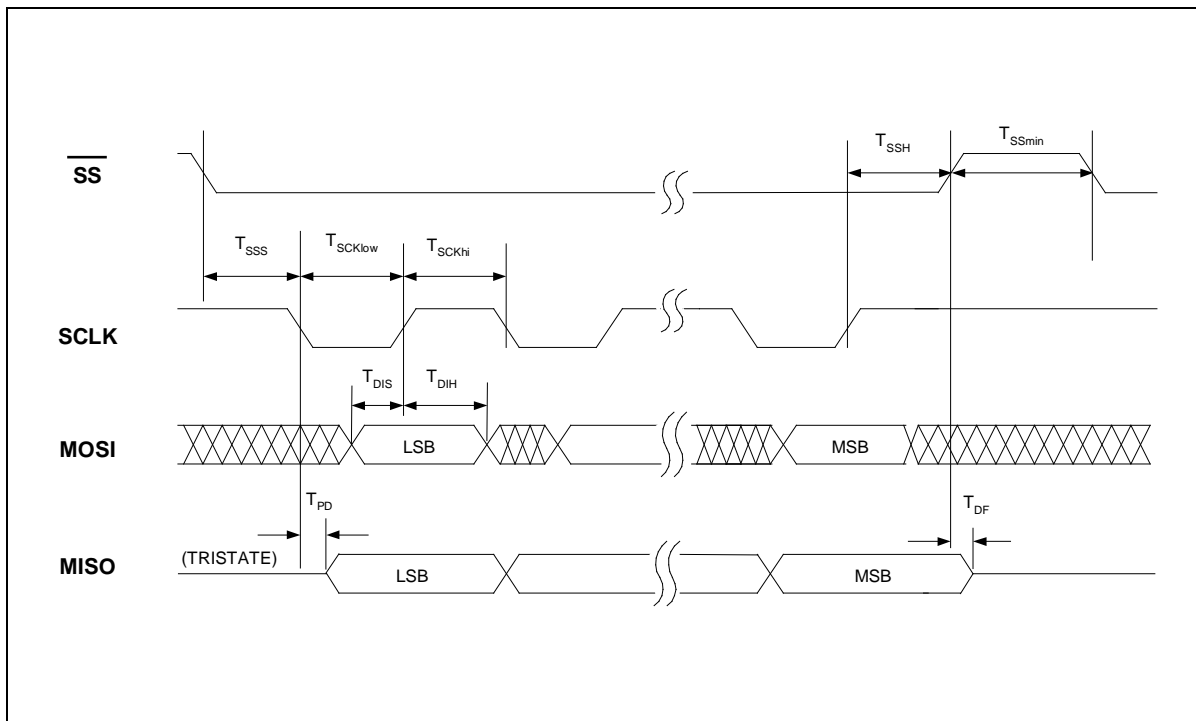 T_SSH
T_SSmin
SS
T_SSS
T_SCKlow
T_SCKhi
SCLK
T_DIS
T_DIH
MOSI
LSB
MSB
T_PD
T_DF
(TRISTATE)
MISO
LSB
MSB